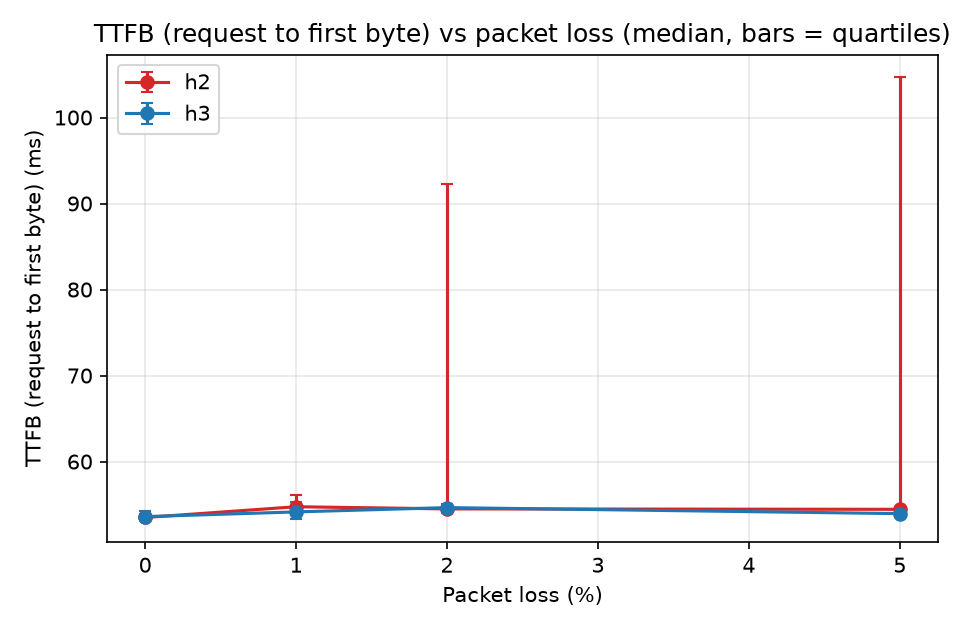 TTFB (request to first byte) vs packet loss (median, bars = quartiles)
h2
h3
TTFB (request to first byte) (ms)
100
90
80
70
60
0 1 2 3 4 5
Packet loss (%)